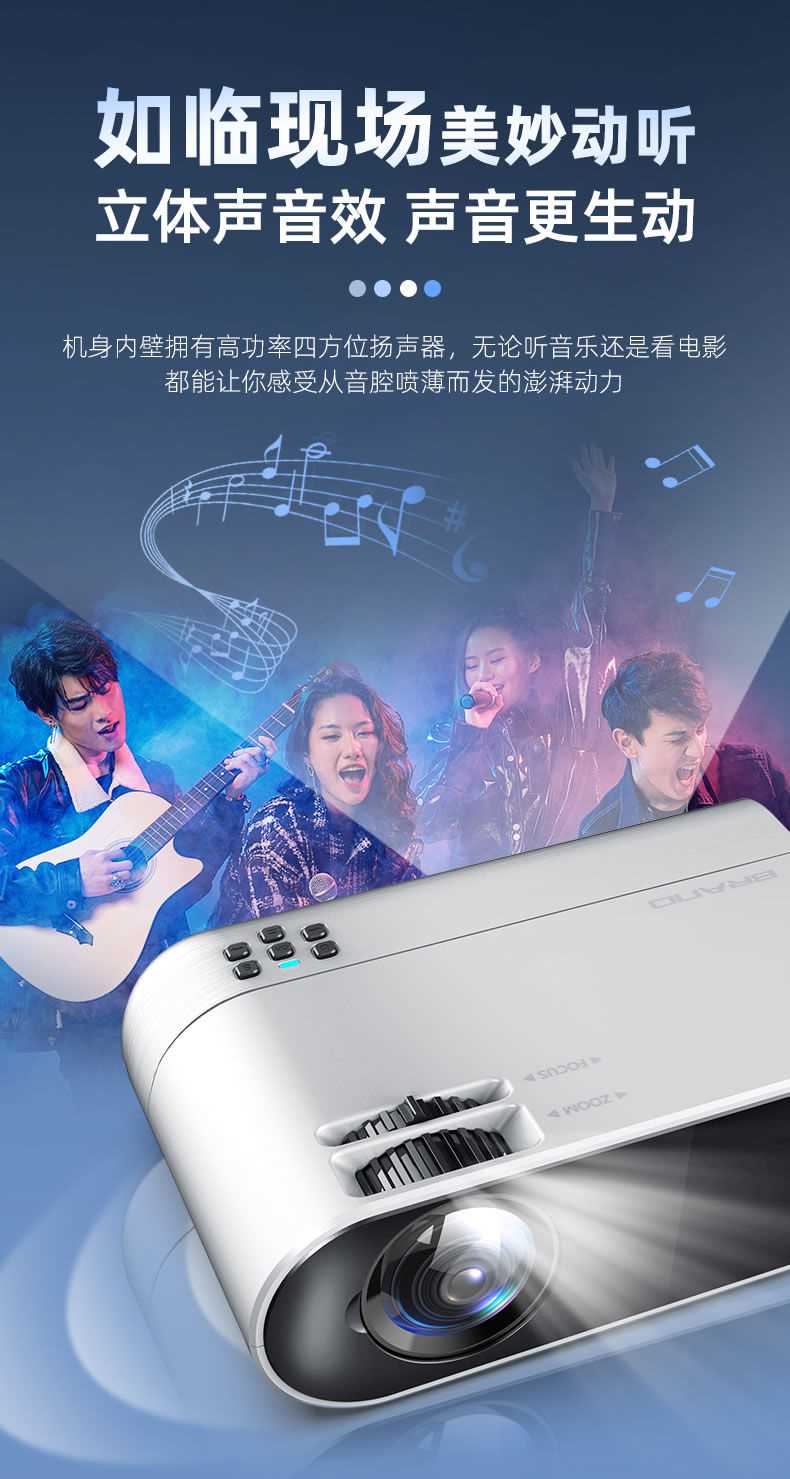 如临现场美妙动听
立体声音效 声音更生动
机身内壁拥有高功率四方位扬声器，无论听音乐还是看电影
都能让你感受从音腔喷薄而发的澎湃动力
BRAND
◀ FOCUS ▶
◀ ZOOM ▶